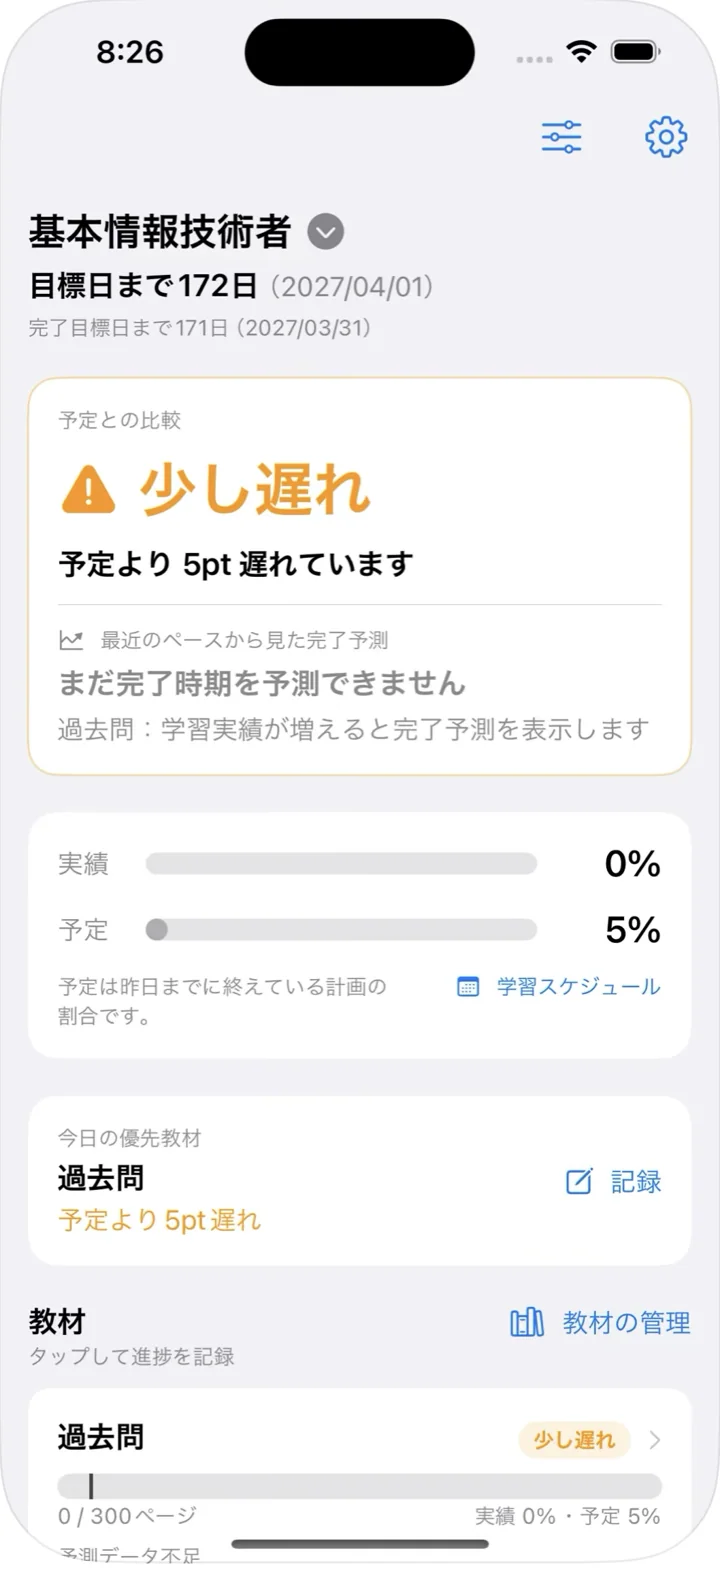 8:26
基本情報技術者
目標日まで172日（2027/04/01）
完了目標日まで171日（2027/03/31）
予定との比較
少し遅れ
予定より 5pt 遅れています
最近のペースから見た完了予測
まだ完了時期を予測できません
過去問：学習実績が増えると完了予測を表示します
実績 0%
予定 5%
予定は昨日までに終えている計画の
割合です。
学習スケジュール
今日の優先教材
過去問
予定より 5pt 遅れ
記録
教材
教材の管理
タップして進捗を記録
過去問
少し遅れ
0 / 300ページ
実績 0%・予定 5%
予測データ不足